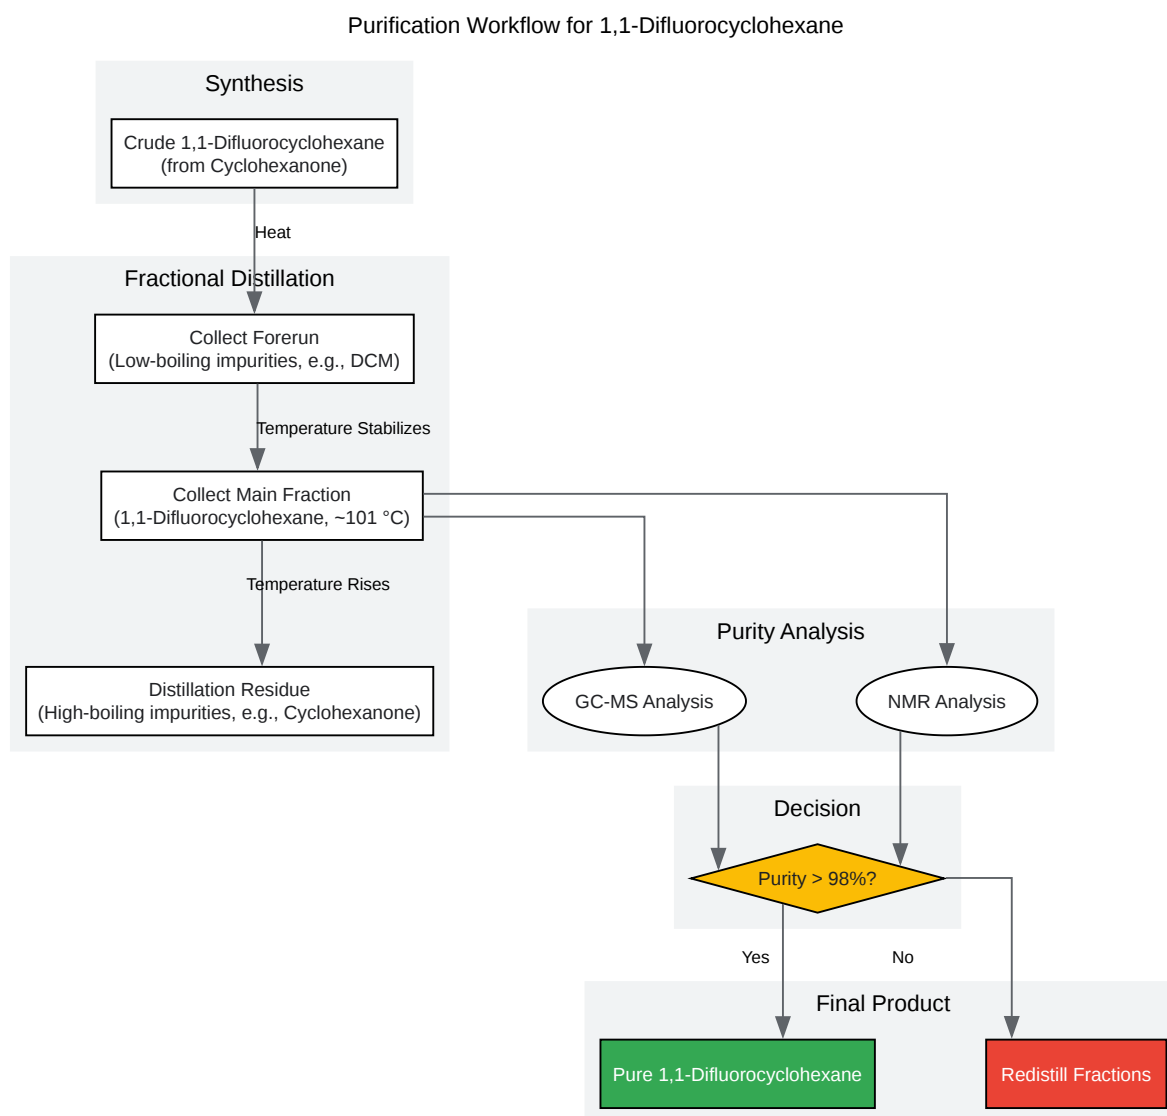 Purification Workflow for 1,1-Difluorocyclohexane
Synthesis
Crude 1,1-Difluorocyclohexane
(from Cyclohexanone)
Heat
Fractional Distillation
Collect Forerun
(Low-boiling impurities, e.g., DCM)
Temperature Stabilizes
Collect Main Fraction
(1,1-Difluorocyclohexane, ~101 °C)
Temperature Rises
Distillation Residue
(High-boiling impurities, e.g., Cyclohexanone)
Purity Analysis
GC-MS Analysis
NMR Analysis
Decision
Purity > 98%?
Yes
No
Final Product
Pure 1,1-Difluorocyclohexane
Redistill Fractions